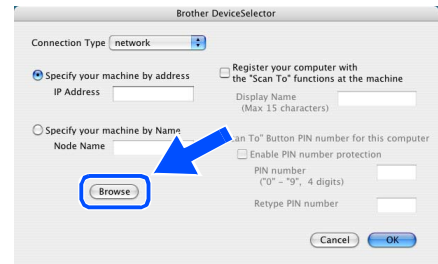 Brother DeviceSelector
Connection Type network
Specify your machine by address
IP Address
Specify your machine by Name
Node Name
Browse
Register your computer with
the "Scan To" functions at the machine
Display Name
(Max 15 characters)
To" Button PIN number for this computer
Enable PIN number protection
PIN number
("0" - "9", 4 digits)
Retype PIN number
Cancel OK